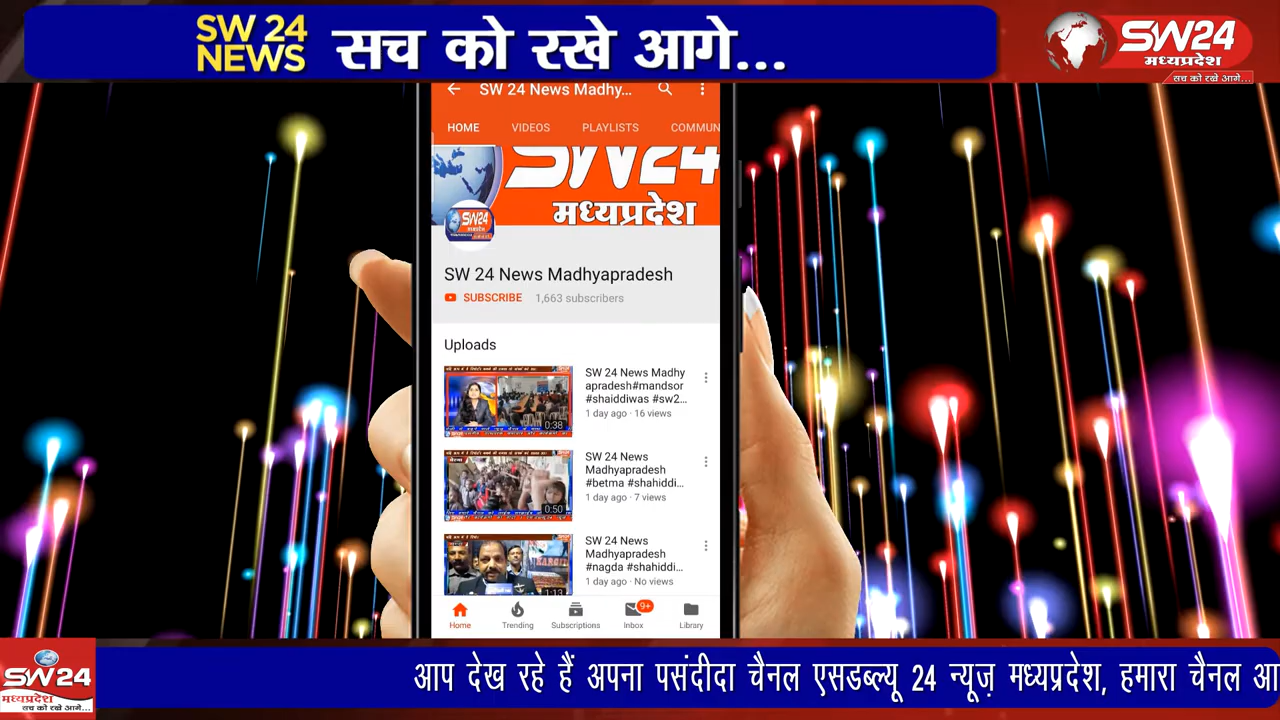 SW 24
NEWS
सच को रखे आगे...
SW24
मध्यप्रदेश
सच को रखे आगे...
SW 24 News Madhy...
HOME VIDEOS PLAYLISTS COMMUN
SW24
मध्यप्रदेश
SW24
SW 24 News Madhyapradesh
SUBSCRIBE 1,663 subscribers
Uploads
SW 24 News Madhy
apradesh#mandsor
#shaiddiwas #sw2...
1 day ago · 16 views
0:38
SW 24 News
Madhyapradesh
#betma #shahiddi...
1 day ago · 7 views
0:50
SW 24 News
Madhyapradesh
#nagda #shahiddi...
1 day ago · No views
1:13
9+
Home Trending Subscriptions Inbox Library
SW24
मध्यप्रदेश
सच को रखे आगे...
आप देख रहे हैं अपना पसंदीदा चैनल एसडब्ल्यू 24 न्यूज़ मध्यप्रदेश, हमारा चैनल आ